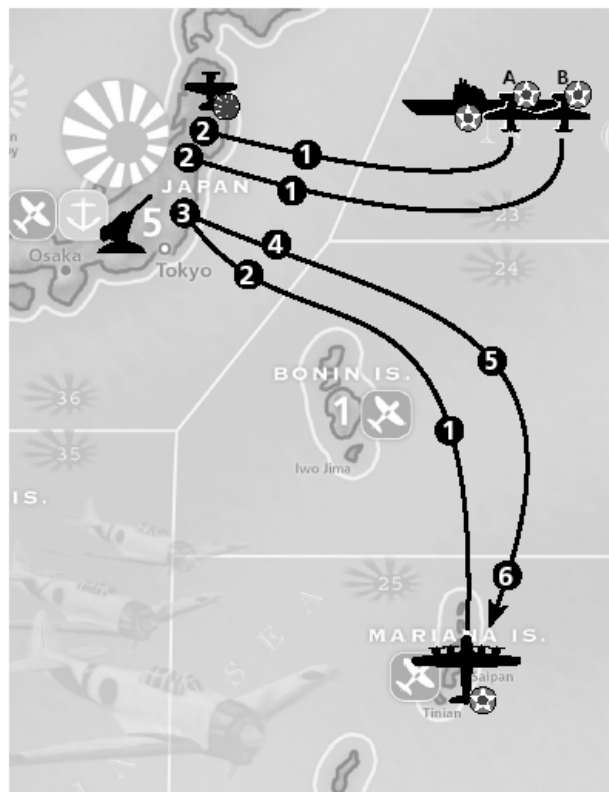 A B
2
1
2
1
JAPAN
23
3
5
4
Osaka
Tokyo
2
24
BONIN IS.
5
36
1
1
35
Iwo Jima
IS.
25
6
S E A
MARIANA IS.
Saipan
Tinian